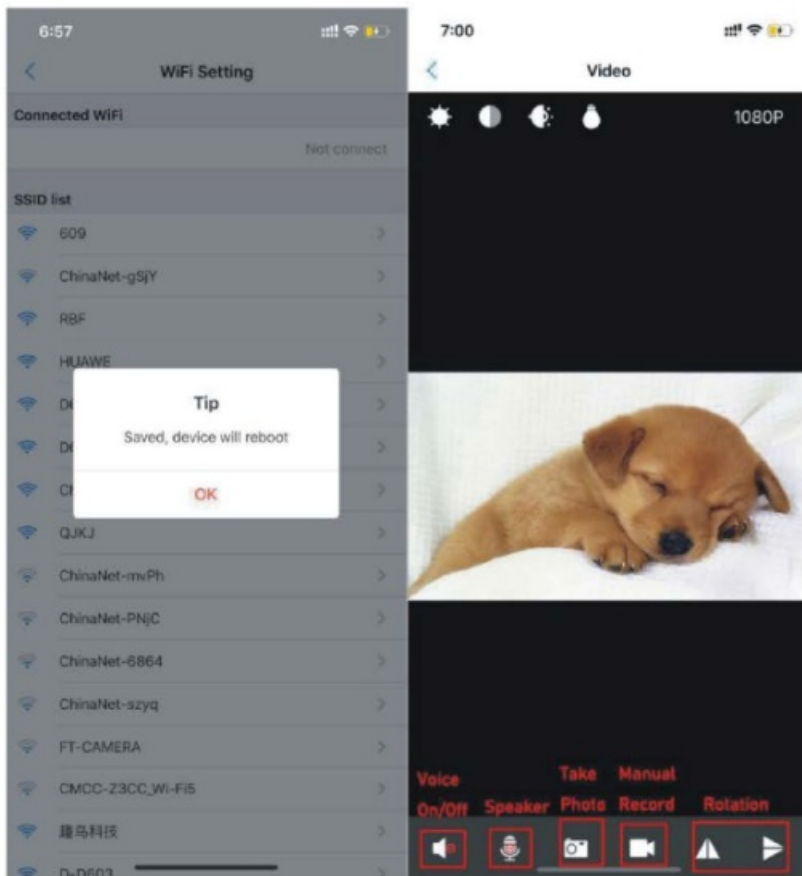 6:57
WiFi Setting
Connected WiFi
Not connect
SSID list
609
ChinaNet-gSjY
RBF
HUAWE
Tip
Saved, device will reboot
OK
QJKJ
ChinaNet-mvPh
ChinaNet-PNjC
ChinaNet-6864
ChinaNet-szyq
FT-CAMERA
CMCC-Z3CC_Wi-Fi5
D-D603
7:00
Video
1080P
Voice
On/Off
Speaker
Take
Photo
Manual
Record
Rotation